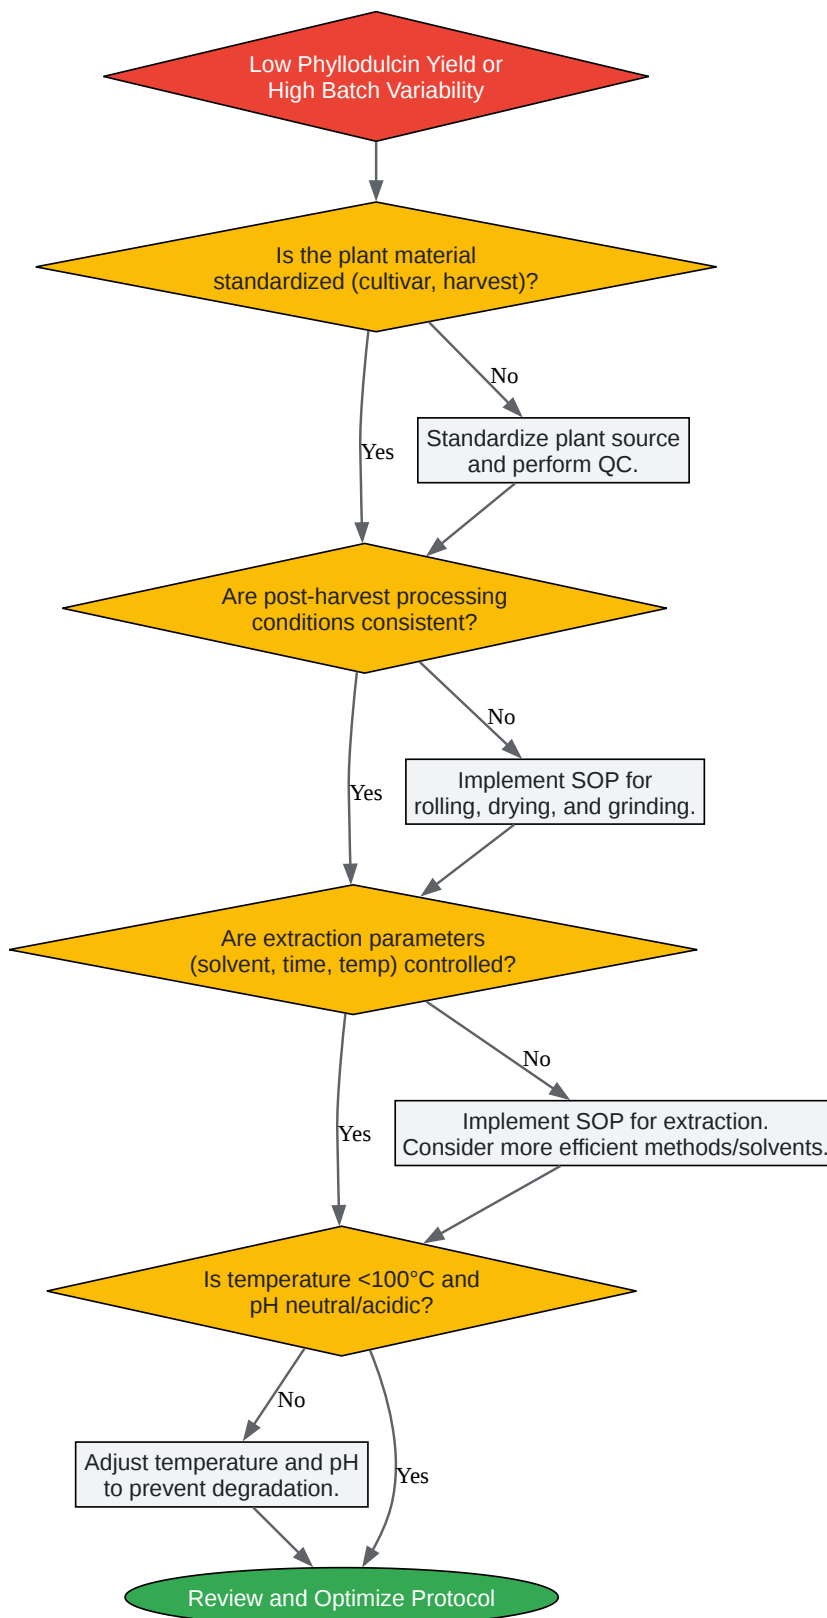 Low Phyllodulcin Yield or
High Batch Variability
Is the plant material
standardized (cultivar, harvest)?
No
Yes
Standardize plant source
and perform QC.
Are post-harvest processing
conditions consistent?
No
Yes
Implement SOP for
rolling, drying, and grinding.
Are extraction parameters
(solvent, time, temp) controlled?
No
Yes
Implement SOP for extraction.
Consider more efficient methods/solvents.
Is temperature <100°C and
pH neutral/acidic?
No
Yes
Adjust temperature and pH
to prevent degradation.
Review and Optimize Protocol